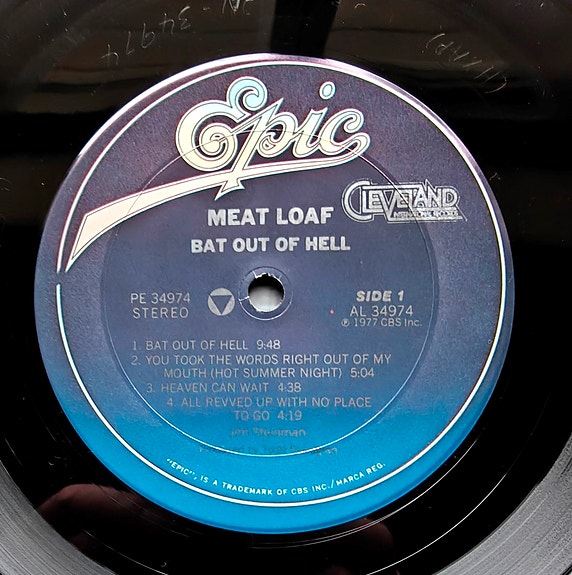 34974
Epic
CLEVELAND
INTERNATIONAL RECORDS
MEAT LOAF
BAT OUT OF HELL
PE 34974
STEREO
SIDE 1
AL 34974
℗ 1977 CBS Inc.
1. BAT OUT OF HELL 9:48
2. YOU TOOK THE WORDS RIGHT OUT OF MY
MOUTH (HOT SUMMER NIGHT) 5:04
3. HEAVEN CAN WAIT 4:38
4. ALL REVVED UP WITH NO PLACE
TO GO 4:19
"EPIC", IS A TRADEMARK OF CBS INC./MARCA REG.